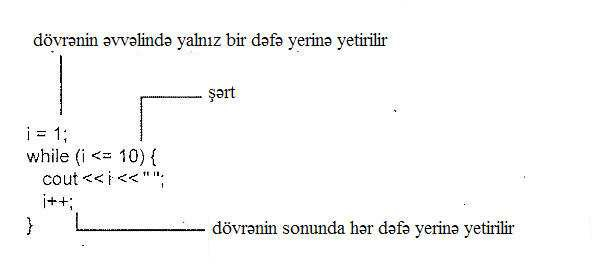 dövrənin əvvəlində yalnız bir dəfə yerinə yetirilir
şərt
i = 1;
while (i <= 10) {
cout << i << " ";
i++;
}
dövrənin sonunda hər dəfə yerinə yetirilir